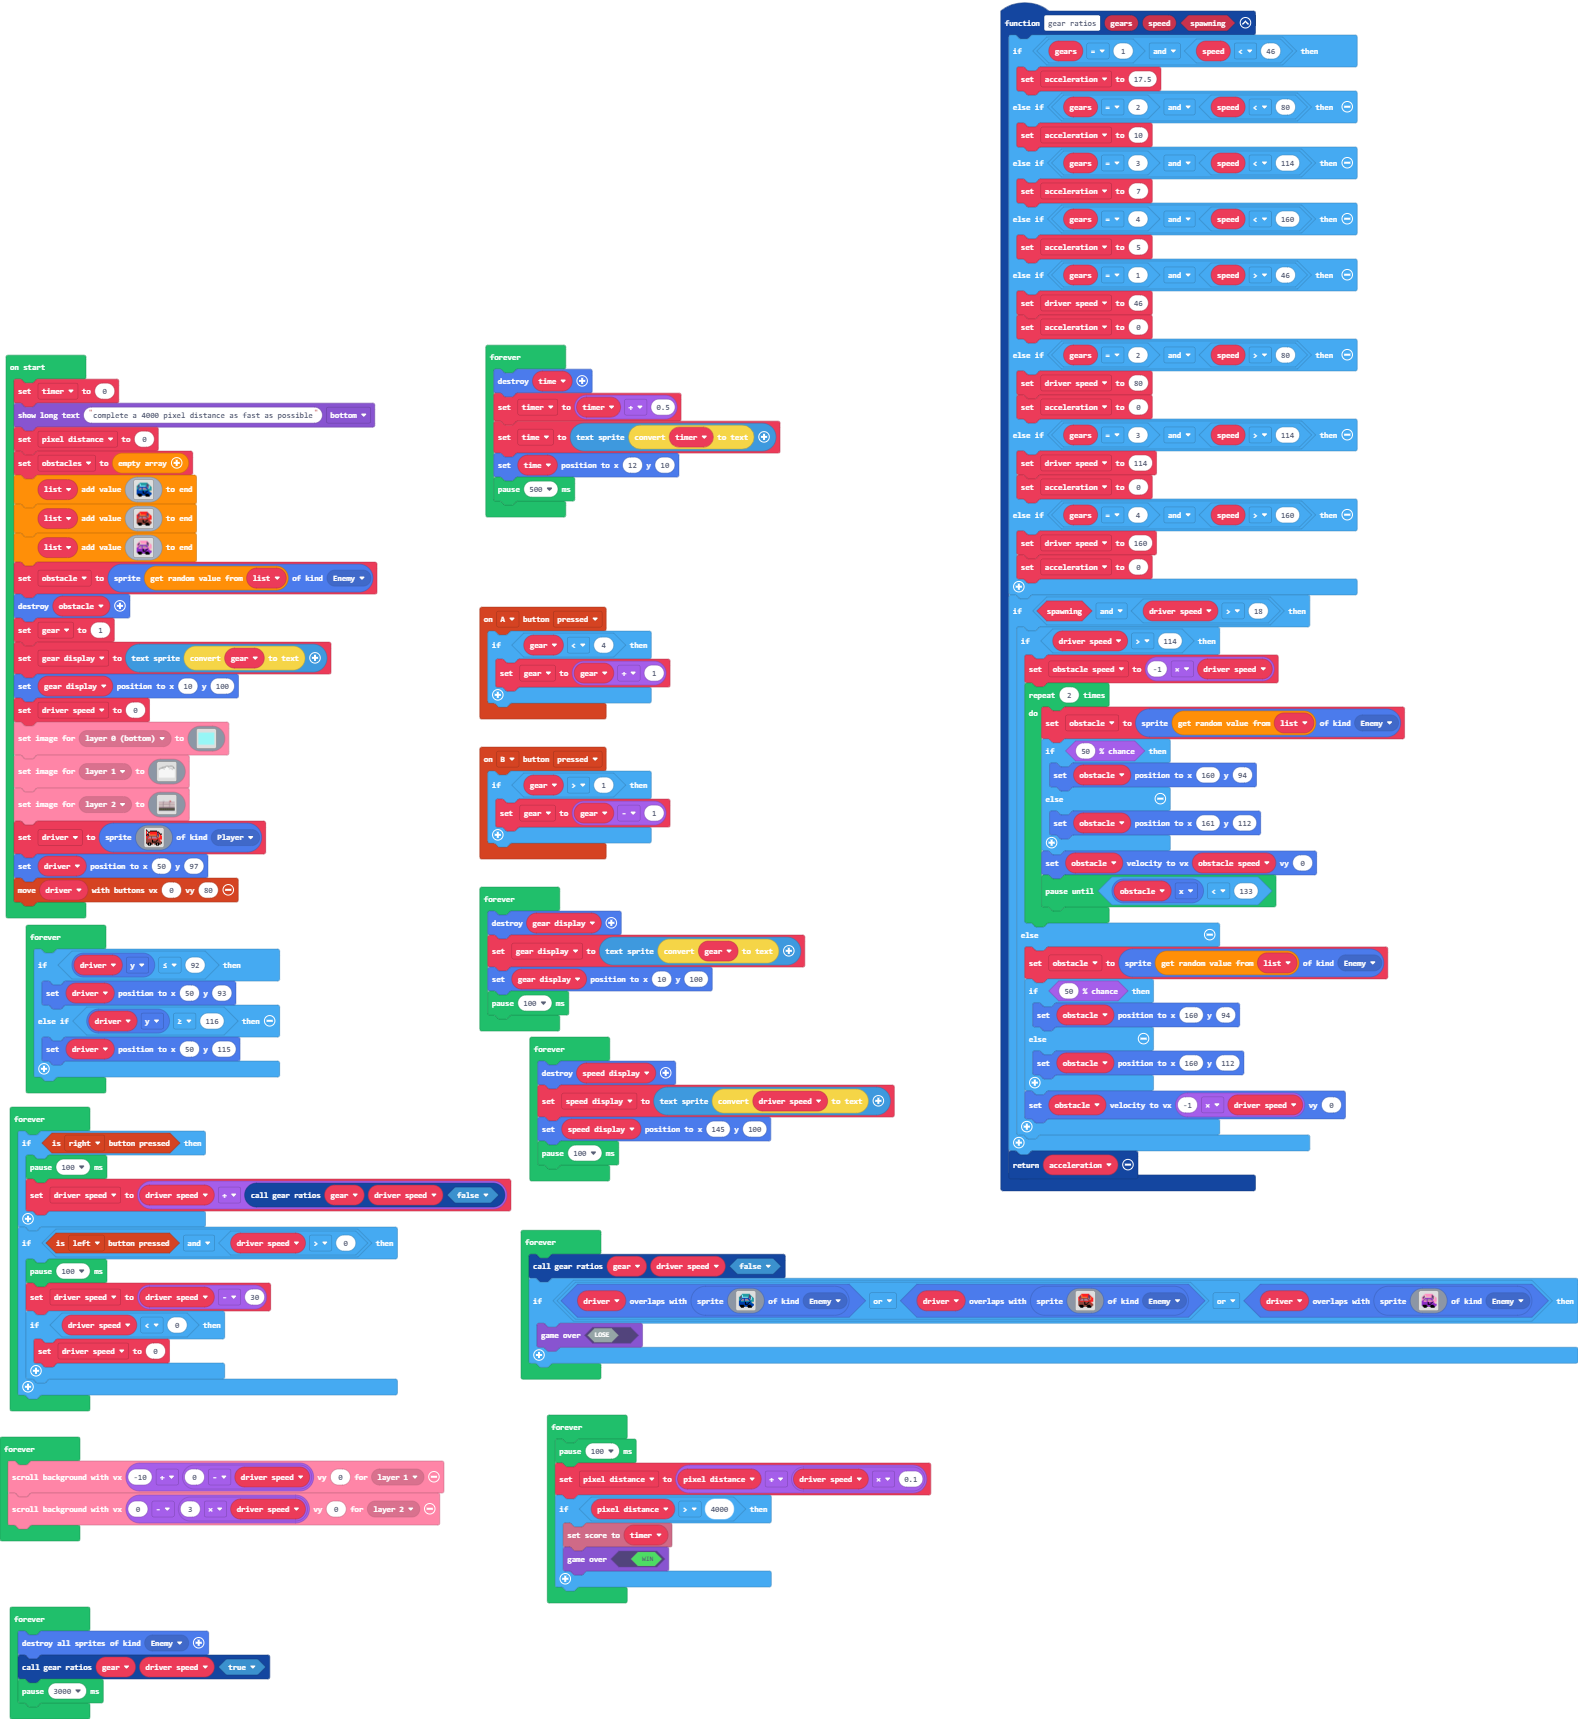 on start
set timer to 0
show long text "complete a 4000 pixel distance as fast as possible" bottom
set pixel distance to 0
set obstacles to empty array
list add value to end
list add value to end
list add value to end
set obstacle to sprite get random value from list of kind Enemy
destroy obstacle
set gear to 1
set gear display to text sprite convert gear to text
set gear display position to x 10 y 100
set driver speed to 0
set image for layer 0 (bottom) to
set image for layer 1 to
set image for layer 2 to
set driver to sprite of kind Player
set driver position to x 50 y 97
move driver with buttons vx 0 vy 80
forever
if driver y ≤ 92 then
set driver position to x 50 y 93
else if driver y ≥ 116 then
set driver position to x 50 y 115
forever
if is right button pressed then
pause 100 ms
set driver speed to driver speed + call gear ratios gear driver speed false
if is left button pressed and driver speed > 0 then
pause 100 ms
set driver speed to driver speed - 30
if driver speed < 0 then
set driver speed to 0
forever
scroll background with vx -10 + 0 - driver speed vy 0 for layer 1
scroll background with vx 0 - 3 × driver speed vy 0 for layer 2
forever
destroy all sprites of kind Enemy
call gear ratios gear driver speed true
pause 3000 ms
forever
destroy time
set timer to timer + 0.5
set time to text sprite convert timer to text
set time position to x 12 y 10
pause 500 ms
on A button pressed
if gear < 4 then
set gear to gear + 1
on B button pressed
if gear > 1 then
set gear to gear - 1
forever
destroy gear display
set gear display to text sprite convert gear to text
set gear display position to x 10 y 100
pause 100 ms
forever
destroy speed display
set speed display to text sprite convert driver speed to text
set speed display position to x 145 y 100
pause 100 ms
forever
call gear ratios gear driver speed false
if driver overlaps with sprite of kind Enemy or driver overlaps with sprite of kind Enemy or driver overlaps with sprite of kind Enemy then
game over LOSE
forever
pause 100 ms
set pixel distance to pixel distance + driver speed × 0.1
if pixel distance > 4000 then
set score to timer
game over WIN
function gear ratios gears speed spawning
if gears = 1 and speed < 46 then
set acceleration to 17.5
else if gears = 2 and speed < 80 then
set acceleration to 10
else if gears = 3 and speed < 114 then
set acceleration to 7
else if gears = 4 and speed < 160 then
set acceleration to 5
else if gears = 1 and speed > 46 then
set driver speed to 46
set acceleration to 0
else if gears = 2 and speed > 80 then
set driver speed to 80
set acceleration to 0
else if gears = 3 and speed > 114 then
set driver speed to 114
set acceleration to 0
else if gears = 4 and speed > 160 then
set driver speed to 160
set acceleration to 0
if spawning and driver speed > 18 then
if driver speed > 114 then
set obstacle speed to -1 × driver speed
repeat 2 times
do
set obstacle to sprite get random value from list of kind Enemy
if 50 % chance then
set obstacle position to x 160 y 94
else
set obstacle position to x 161 y 112
set obstacle velocity to vx obstacle speed vy 0
pause until obstacle x < 133
else
set obstacle to sprite get random value from list of kind Enemy
if 50 % chance then
set obstacle position to x 160 y 94
else
set obstacle position to x 160 y 112
set obstacle velocity to vx -1 × driver speed vy 0
return acceleration